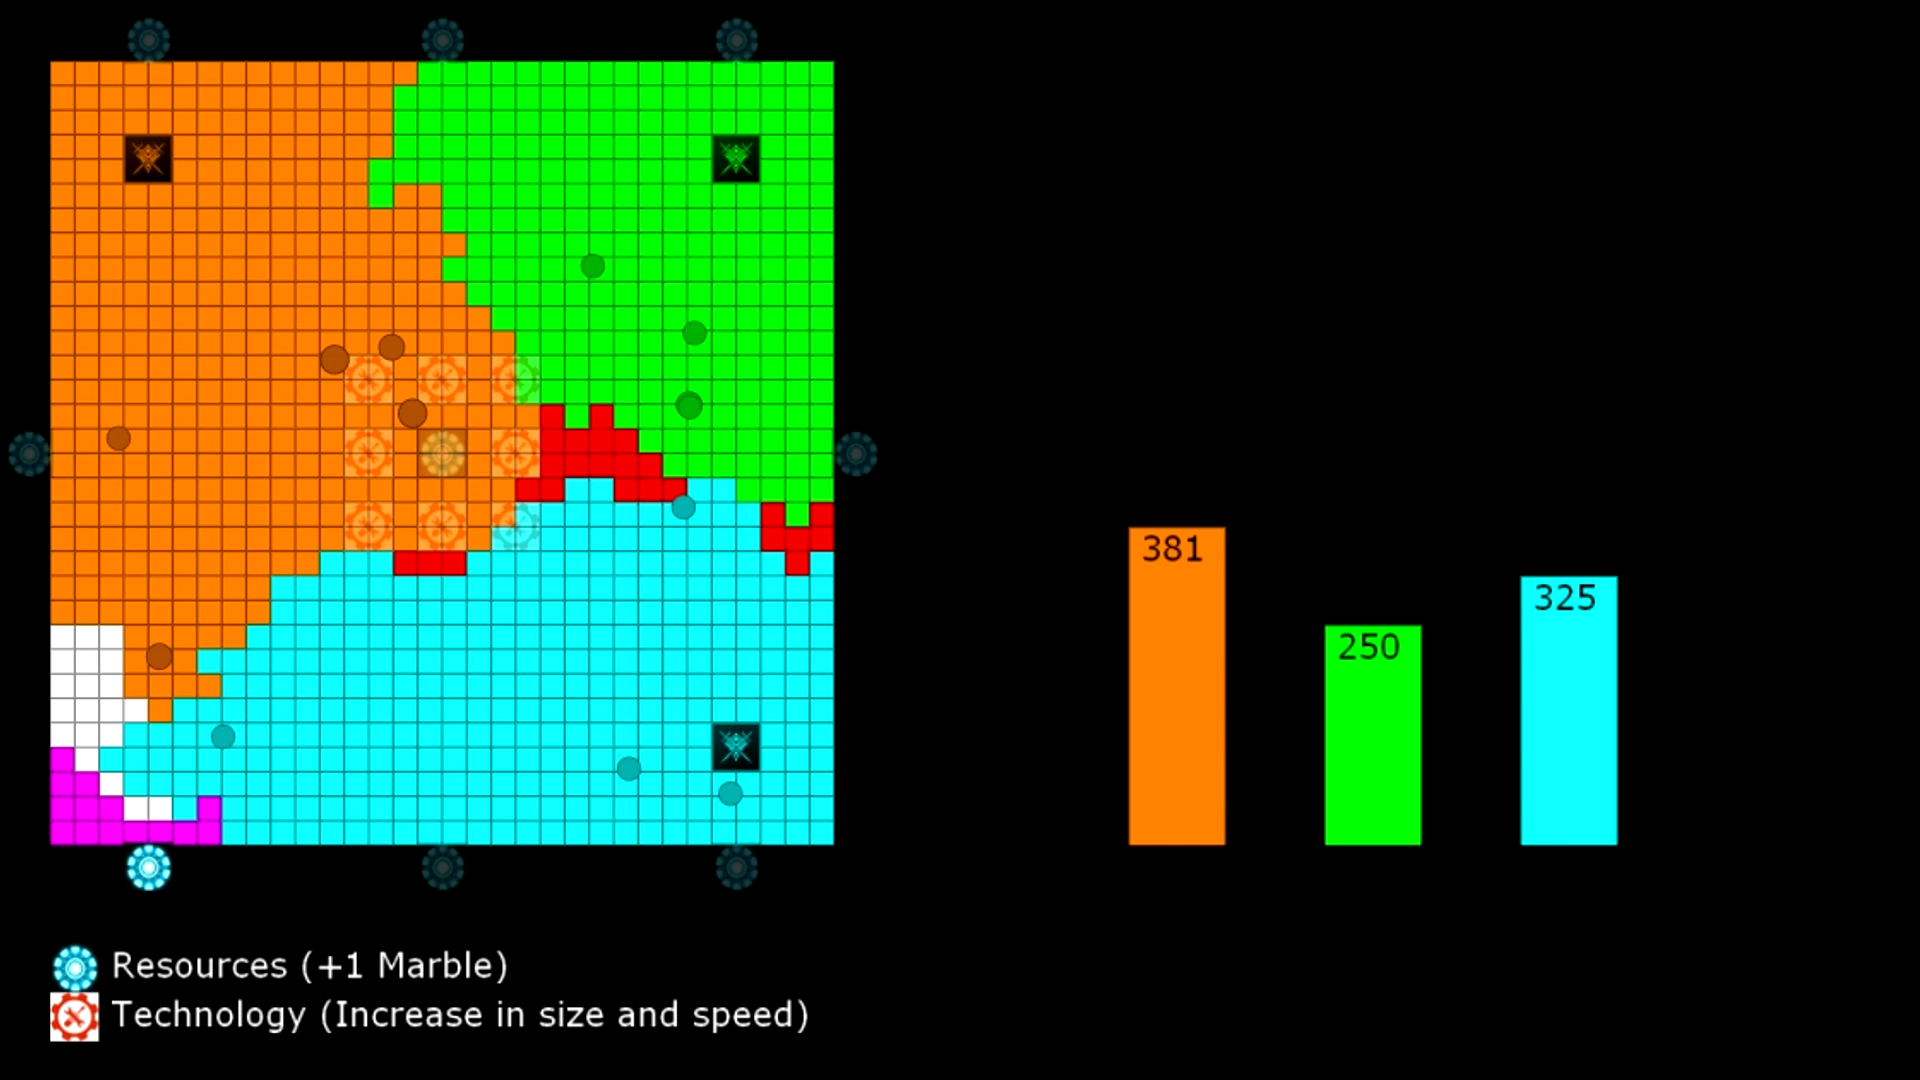 381
250
325
Resources (+1 Marble)
Technology (Increase in size and speed)